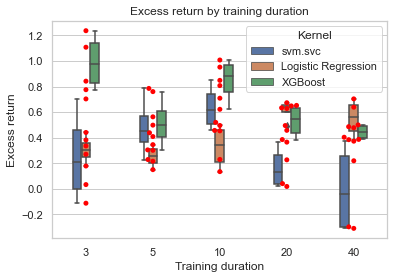 Excess return by training duration
Kernel
svm.svc
Logistic Regression
XGBoost
Excess return
1.2
1.0
0.8
0.6
0.4
0.2
0.0
−0.2
3 5 10 20 40
Training duration